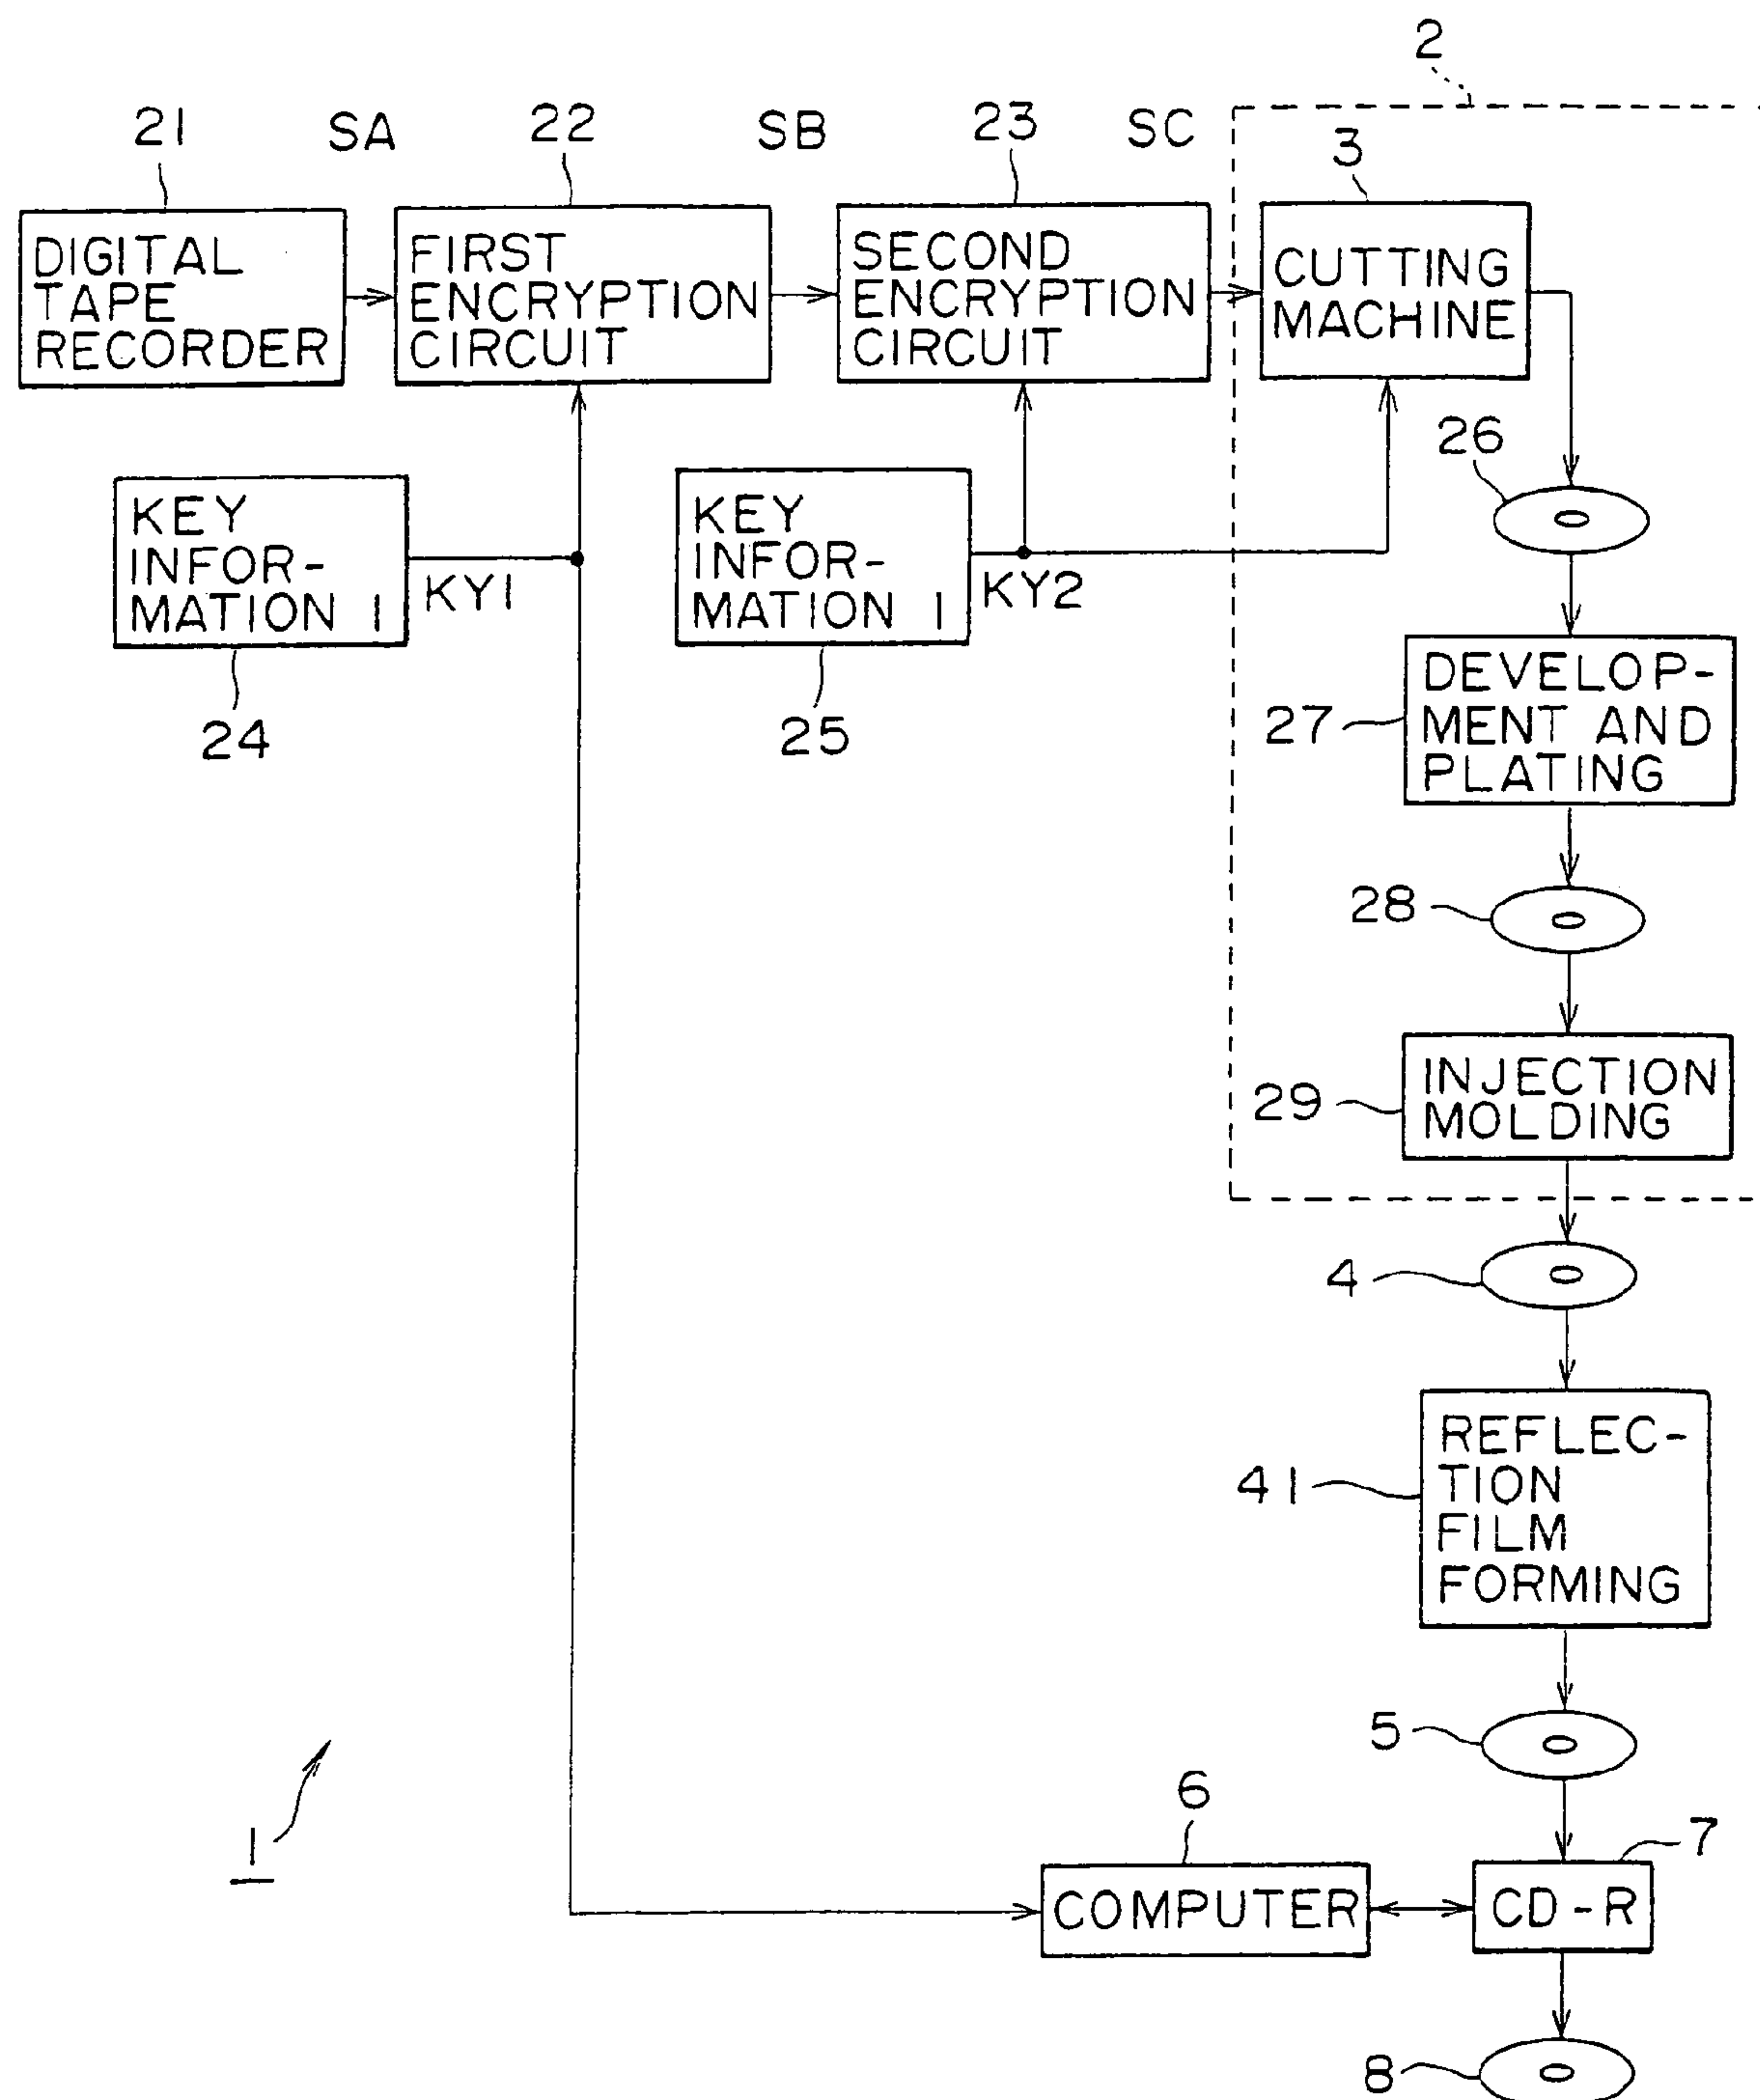 2
21 SA 22 SB 23 SC
3
DIGITAL
TAPE
RECORDER
FIRST
ENCRYPTION
CIRCUIT
SECOND
ENCRYPTION
CIRCUIT
CUTTING
MACHINE
26
KEY
INFOR-
MATION 1
KY1
24
KEY
INFOR-
MATION 1
KY2
25
27
DEVELOP-
MENT AND
PLATING
28
29
INJECTION
MOLDING
4
41
REFLEC-
TION
FILM
FORMING
5
1
6
COMPUTER
7
CD-R
8